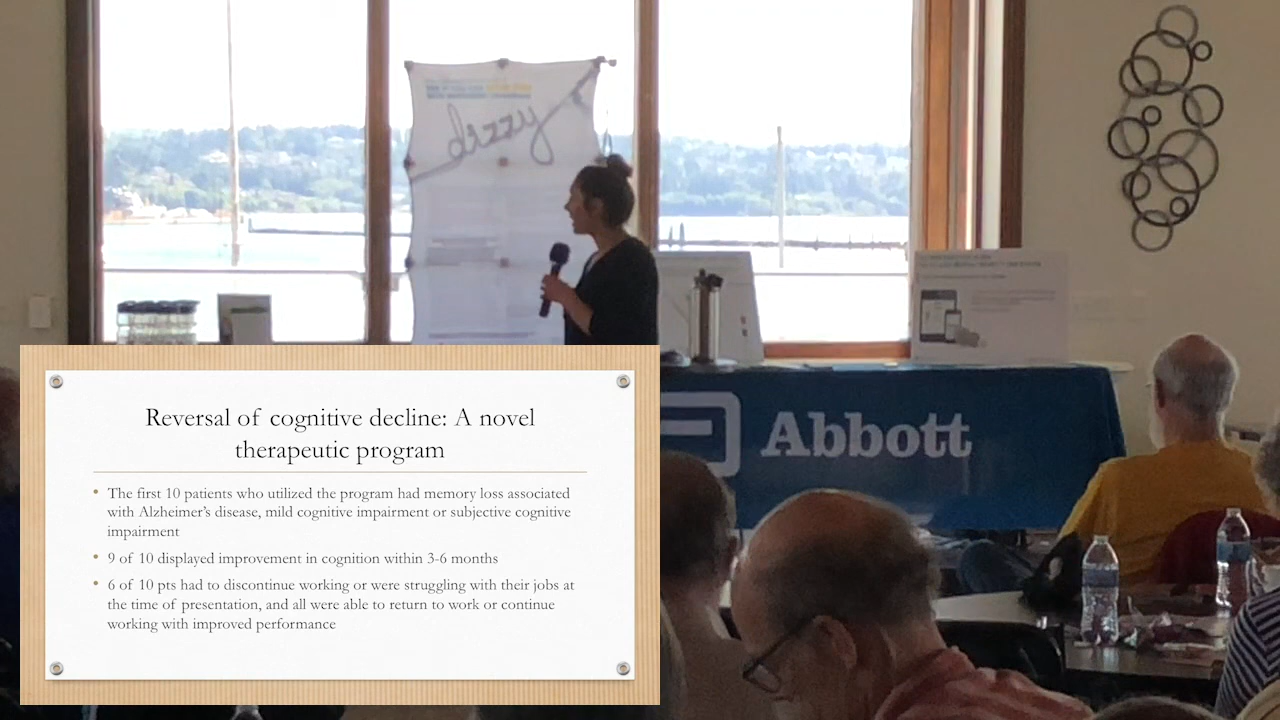 dizzy
Abbott
Reversal of cognitive decline: A novel
therapeutic program
• The first 10 patients who utilized the program had memory loss associated
with Alzheimer's disease, mild cognitive impairment or subjective cognitive
impairment
• 9 of 10 displayed improvement in cognition within 3-6 months
• 6 of 10 pts had to discontinue working or were struggling with their jobs at
the time of presentation, and all were able to return to work or continue
working with improved performance